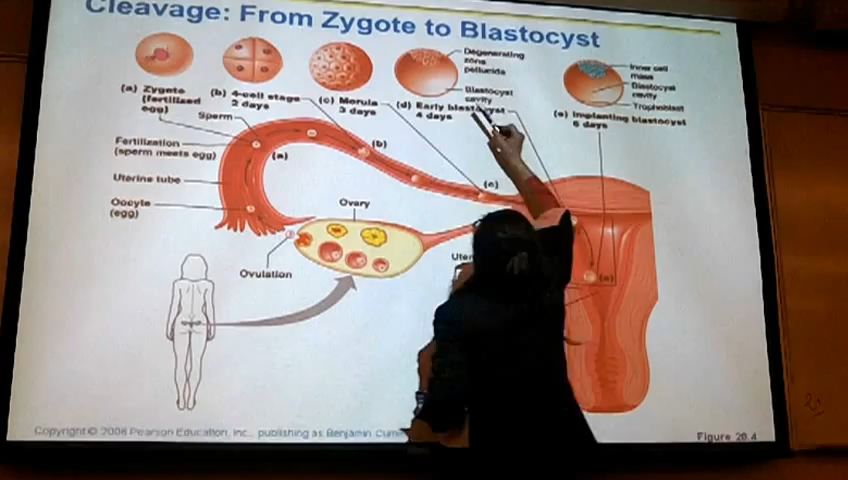 Cleavage: From Zygote to Blastocyst
Degenerating
zona
pellucida
Inner cell
mass
Blastocyst
cavity
Blastocyst
cavity
Trophoblast
(a) Zygote
(fertilized
egg)
(b) 4-cell stage
2 days
(c) Morula
3 days
(d) Early blastocyst
4 days
(e) Implanting blastocyst
6 days
Sperm
Fertilization
(sperm meets egg)
(a)
(b)
(c)
Uterine tube
Oocyte
(egg)
Ovary
Ovulation
(e)
Copyright © 2006 Pearson Education, Inc., publishing as Benjamin
Figure 20.4